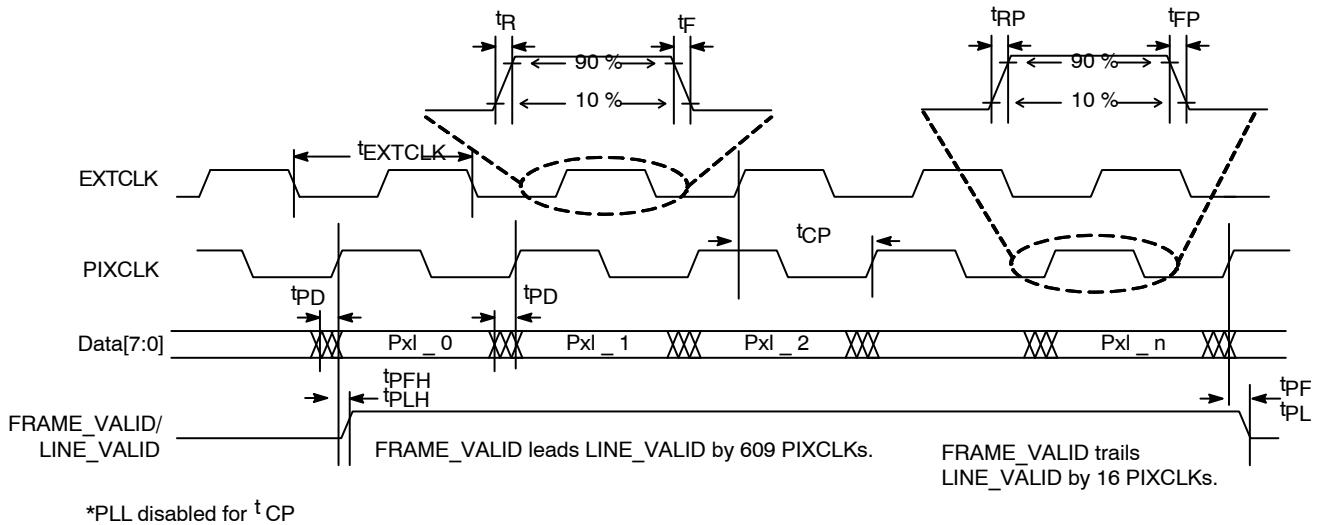 tR tF tRP tFP
90 % 90 %
10 % 10 %
tEXTCLK
EXTCLK
tCP
PIXCLK
tPD tPD
Data[7:0] Pxl _ 0 Pxl _ 1 Pxl _ 2 Pxl _ n
tPFH
tPLH
tPF
tPL
FRAME_VALID/
LINE_VALID
FRAME_VALID leads LINE_VALID by 609 PIXCLKs.
FRAME_VALID trails
LINE_VALID by 16 PIXCLKs.
*PLL disabled for t CP